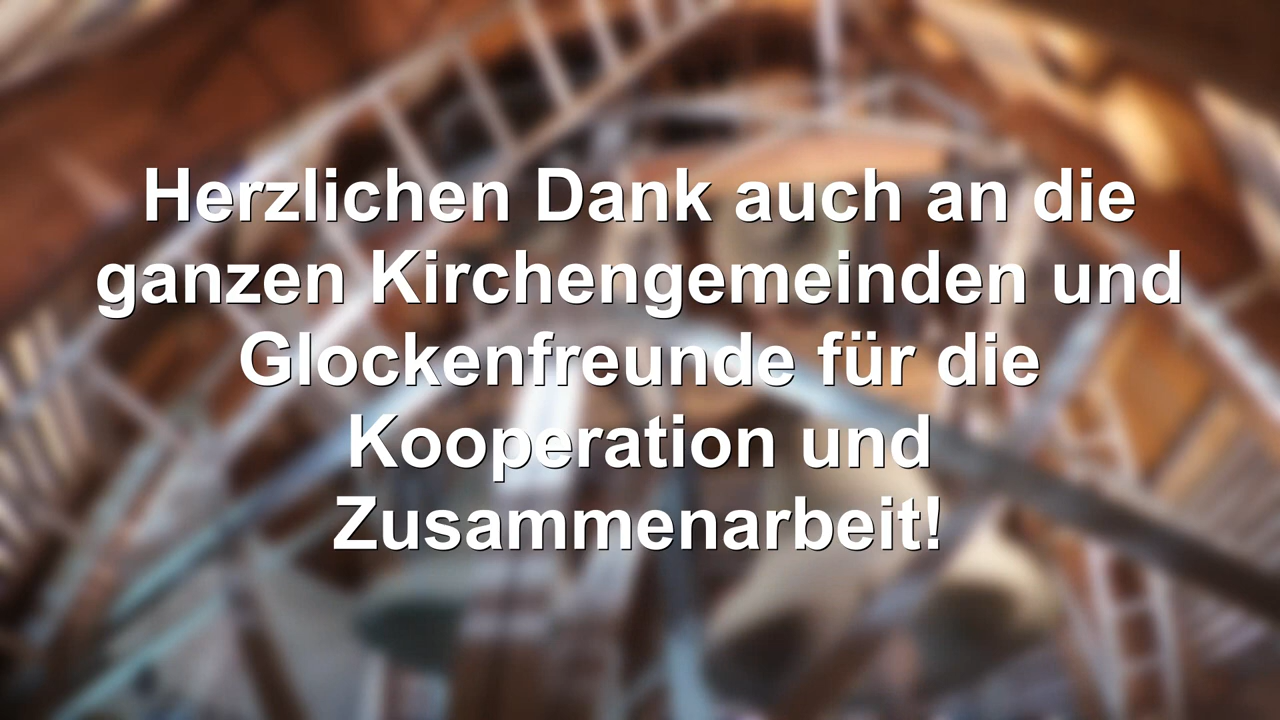 Herzlichen Dank auch an die
ganzen Kirchengemeinden und
Glockenfreunde für die
Kooperation und
Zusammenarbeit!